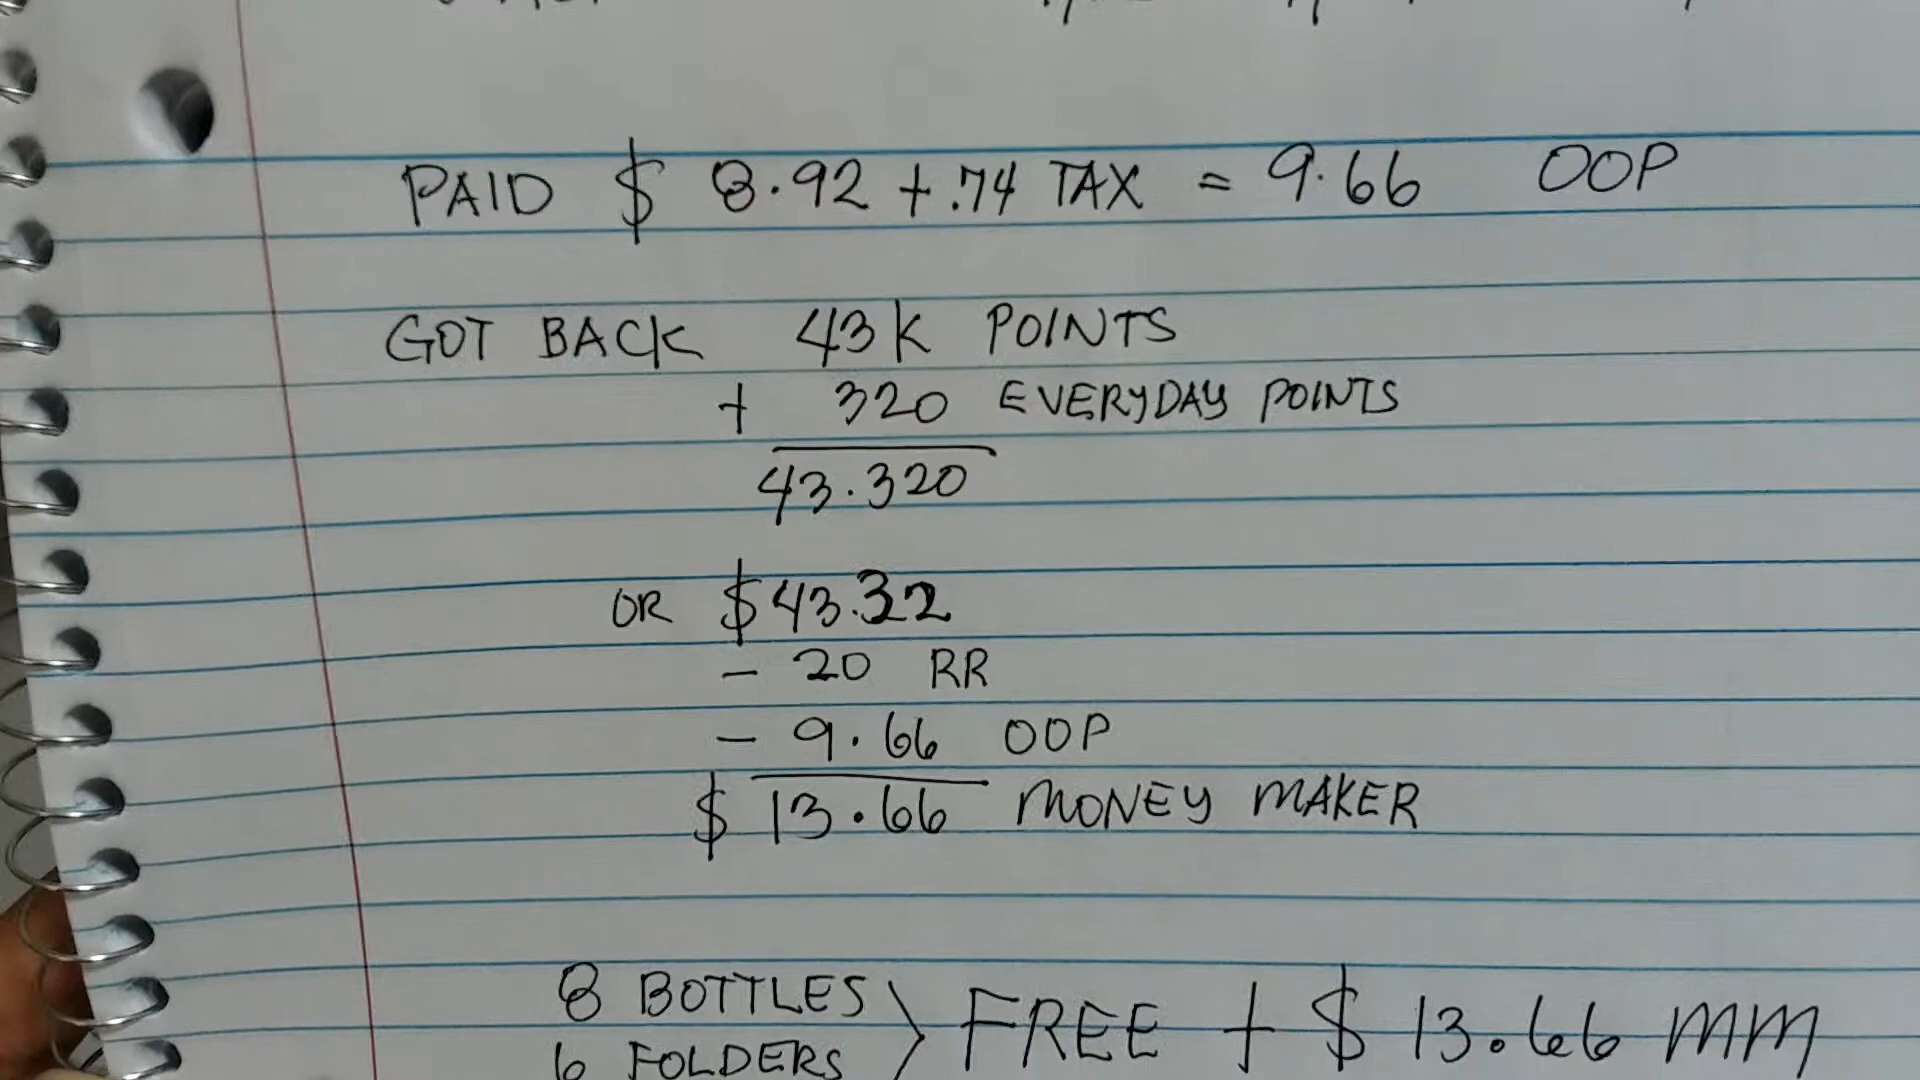 PAID $ 8.92 + .74 TAX = 9.66 OOP
GOT BACK 43K POINTS
+ 320 EVERYDAY POINTS
43.320
OR $43.32
- 20 RR
- 9.66 OOP
$ 13.66 MONEY MAKER
8 BOTTLES
6 FOLDERS
FREE + $ 13.66 MM